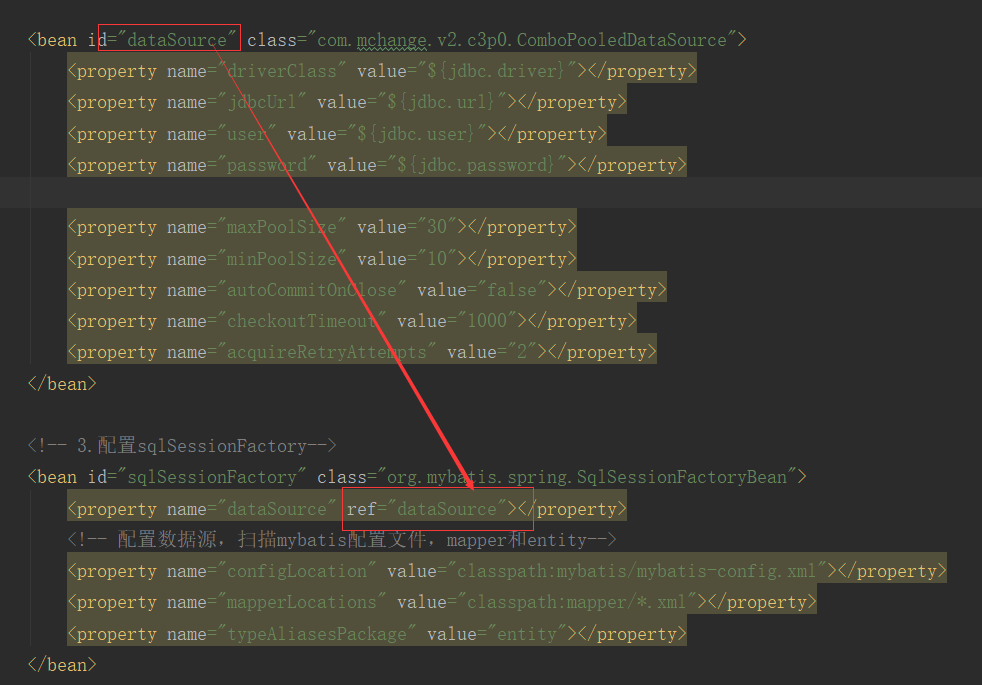 <bean id="dataSource" class="com.mchange.v2.c3p0.ComboPooledDataSource">
<property name="driverClass" value="${jdbc.driver}"></property>
<property name="jdbcUrl" value="${jdbc.url}"></property>
<property name="user" value="${jdbc.user}"></property>
<property name="password" value="${jdbc.password}"></property>
<property name="maxPoolSize" value="30"></property>
<property name="minPoolSize" value="10"></property>
<property name="autoCommitOnClose" value="false"></property>
<property name="checkoutTimeout" value="1000"></property>
<property name="acquireRetryAttempts" value="2"></property>
</bean>
<!-- 3.配置sqlSessionFactory-->
<bean id="sqlSessionFactory" class="org.mybatis.spring.SqlSessionFactoryBean">
<property name="dataSource" ref="dataSource"></property>
<!-- 配置数据源，扫描mybatis配置文件，mapper和entity-->
<property name="configLocation" value="classpath:mybatis/mybatis-config.xml"></property>
<property name="mapperLocations" value="classpath:mapper/*.xml"></property>
<property name="typeAliasesPackage" value="entity"></property>
</bean>